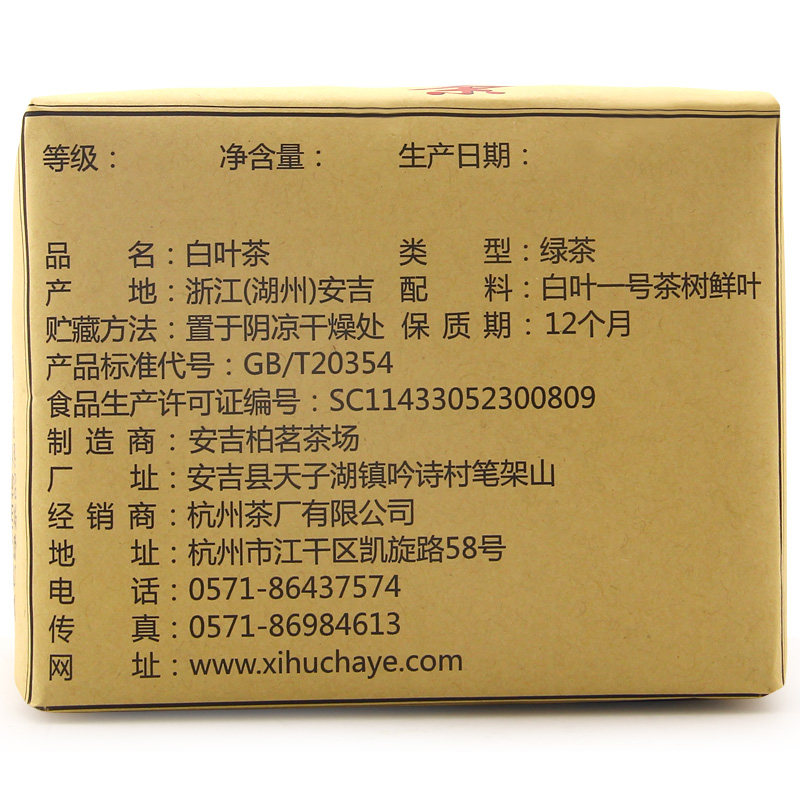 等级： 净含量： 生产日期：
品 名：白叶茶 类 型：绿茶
产 地：浙江(湖州)安吉 配 料：白叶一号茶树鲜叶
贮藏方法：置于阴凉干燥处 保 质 期：12个月
产品标准代号：GB/T20354
食品生产许可证编号：SC11433052300809
制 造 商：安吉柏茗茶场
厂 址：安吉县天子湖镇吟诗村笔架山
经 销 商：杭州茶厂有限公司
地 址：杭州市江干区凯旋路58号
电 话：0571-86437574
传 真：0571-86984613
网 址：www.xihuchaye.com